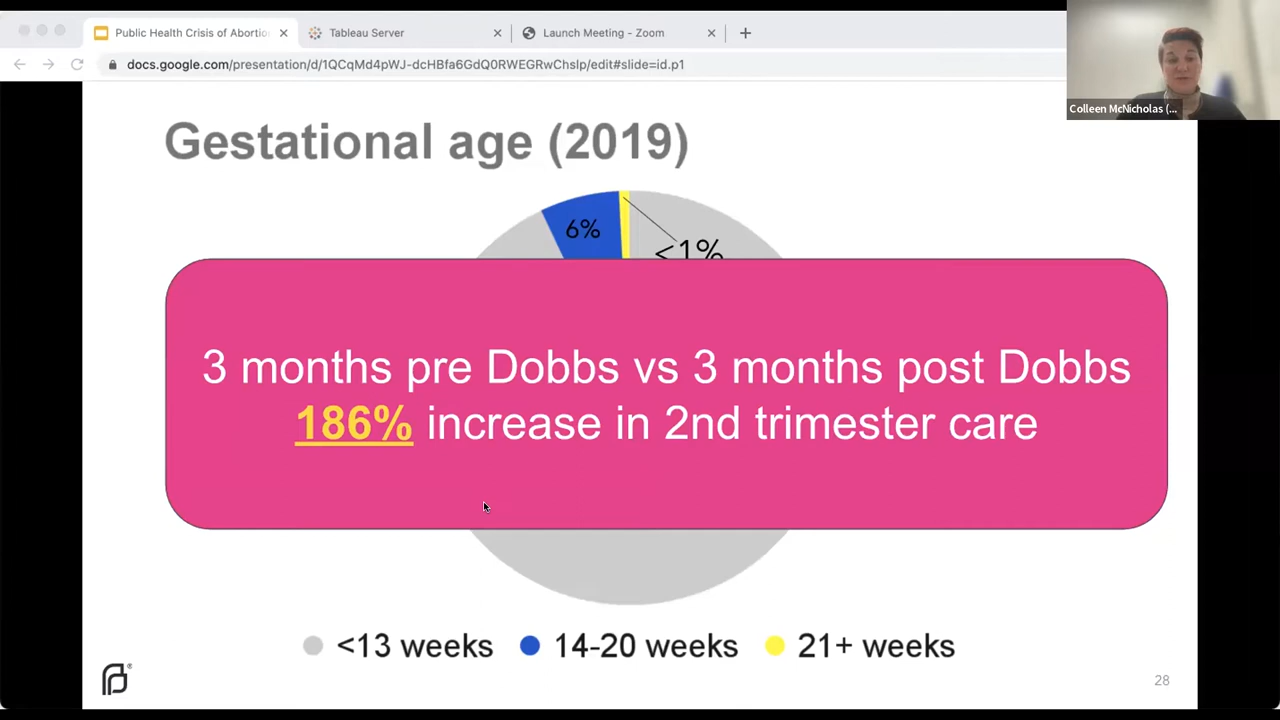 Public Health Crisis of Abortio
Tableau Server
Launch Meeting - Zoom
docs.google.com/presentation/d/1QCqMd4pWJ-dcHBfa6GdQ0RWEGRwChslp/edit#slide=id.p1
Colleen McNicholas (...
Gestational age (2019)
6%
<1%
3 months pre Dobbs vs 3 months post Dobbs
186% increase in 2nd trimester care
<13 weeks 14-20 weeks 21+ weeks
28